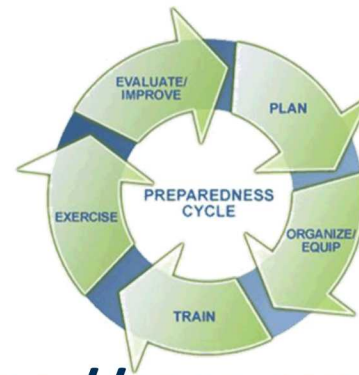 EVALUATE/
IMPROVE
PLAN
PREPAREDNESS
CYCLE
ORGANIZE/
EQUIP
EXERCISE
TRAIN